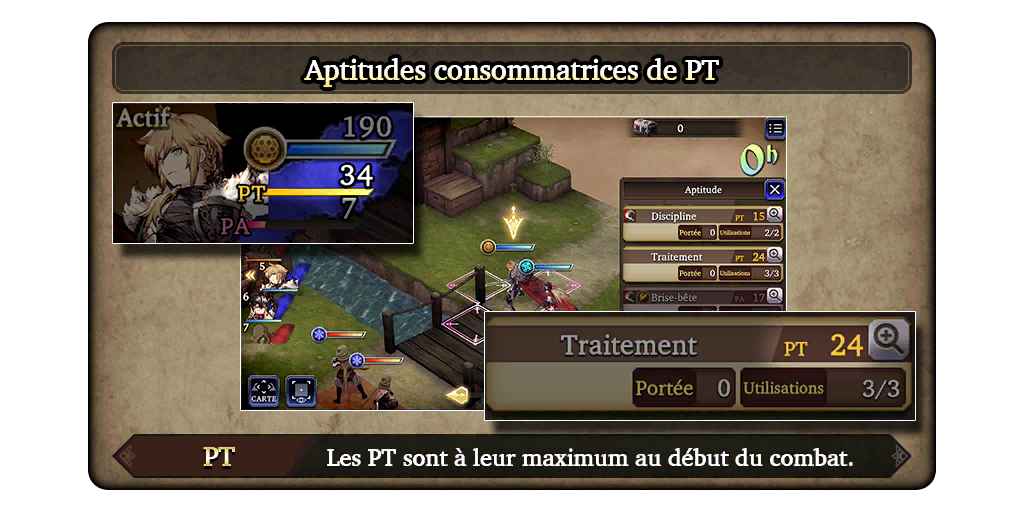 Aptitudes consommatrices de PT
Actif
190
PT 34
PA 7
0
0h
Aptitude
Discipline PT 15
Portée 0 Utilisations 2/2
Traitement PT 24
Portée 0 Utilisations 3/3
Brise-bête PA 17
5
6
7
CARTE
Traitement PT 24
Portée 0 Utilisations 3/3
PT Les PT sont à leur maximum au début du combat.